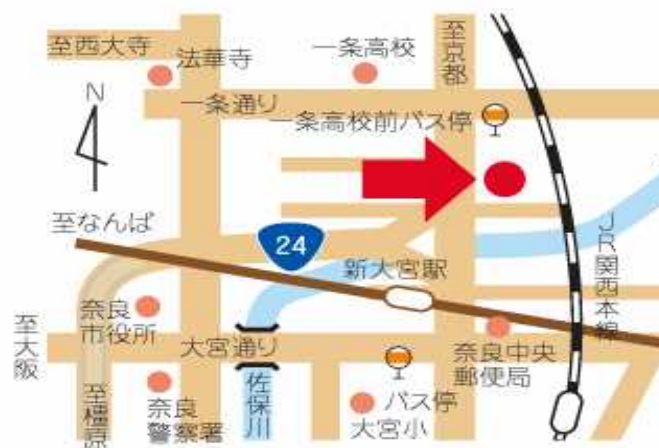 至西大寺
法華寺
一条高校
至京都
一条通り
一条高校前バス停
N
至なんば
24
新大宮駅
JR関西本線
奈良
市役所
大宮通り
奈良中央
郵便局
至大阪
至橿原
奈良
警察署
佐保川
バス停
大宮小